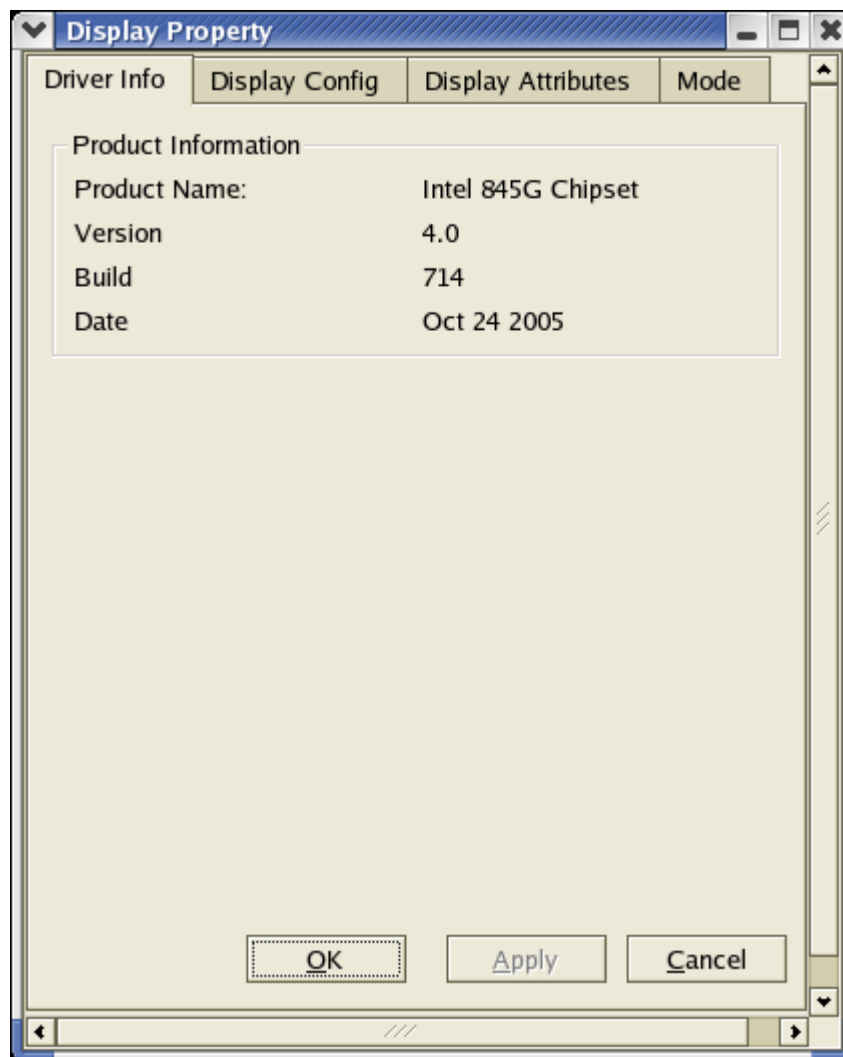 Display Property
Driver Info Display Config Display Attributes Mode
Product Information
Product Name: Intel 845G Chipset
Version 4.0
Build 714
Date Oct 24 2005
OK Apply Cancel